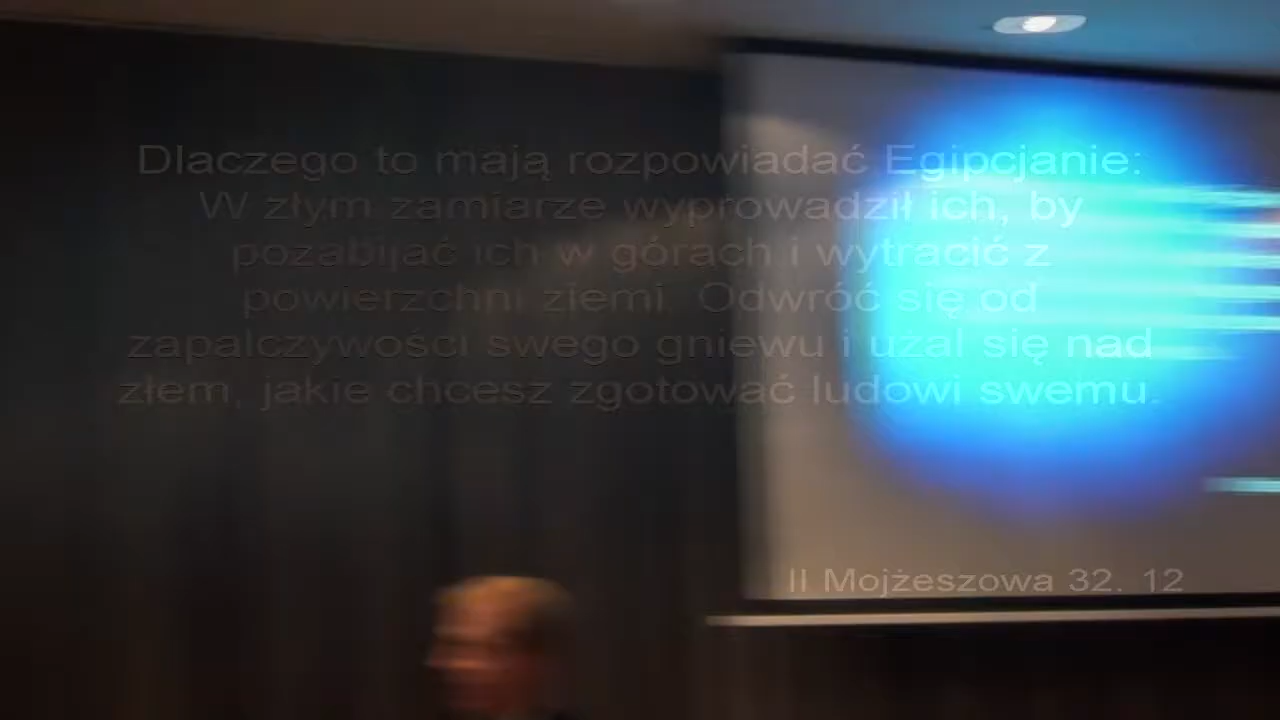 Dlaczego to mają rozpowiadać Egipcjanie:
W złym zamiarze wyprowadził ich, by
pozabijać ich w górach i wytracić z
powierzchni ziemi. Odwróć się od
zapalczywości swego gniewu i użal się nad
złem, jakie chcesz zgotować ludowi swemu.
II Mojżeszowa 32. 12